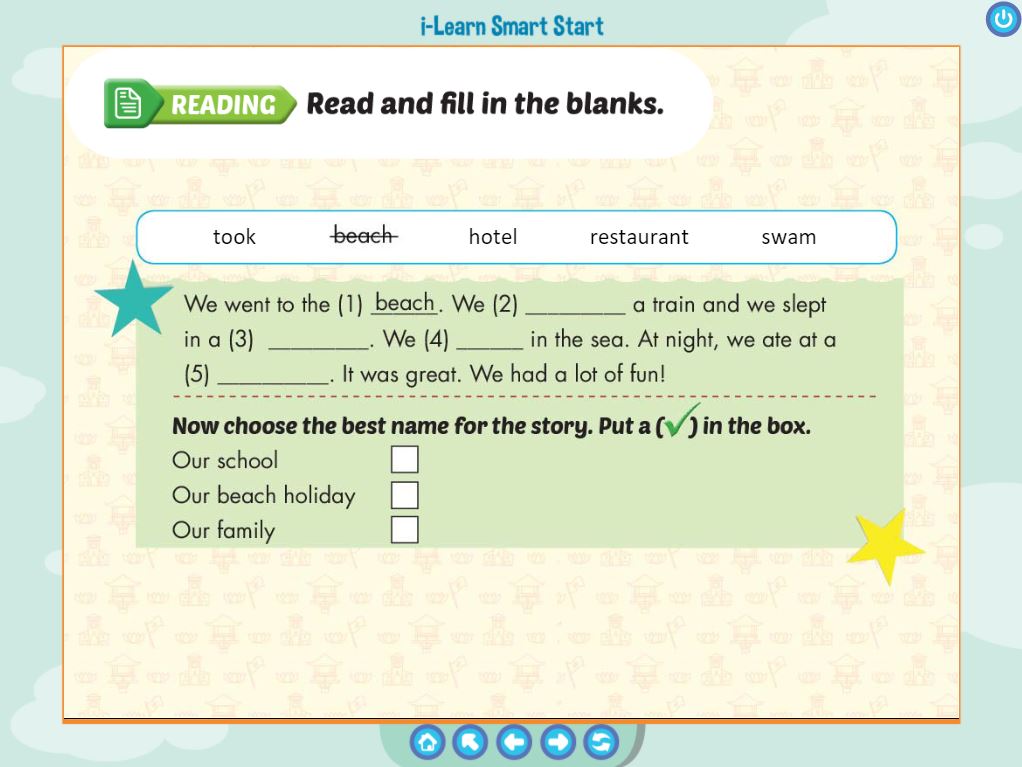 i-Learn Smart Start
READING Read and fill in the blanks.
took beach hotel restaurant swam
We went to the (1) beach. We (2) _________ a train and we slept
in a (3) _________. We (4) ______ in the sea. At night, we ate at a
(5) __________. It was great. We had a lot of fun!
Now choose the best name for the story. Put a (✓) in the box.
Our school
Our beach holiday
Our family